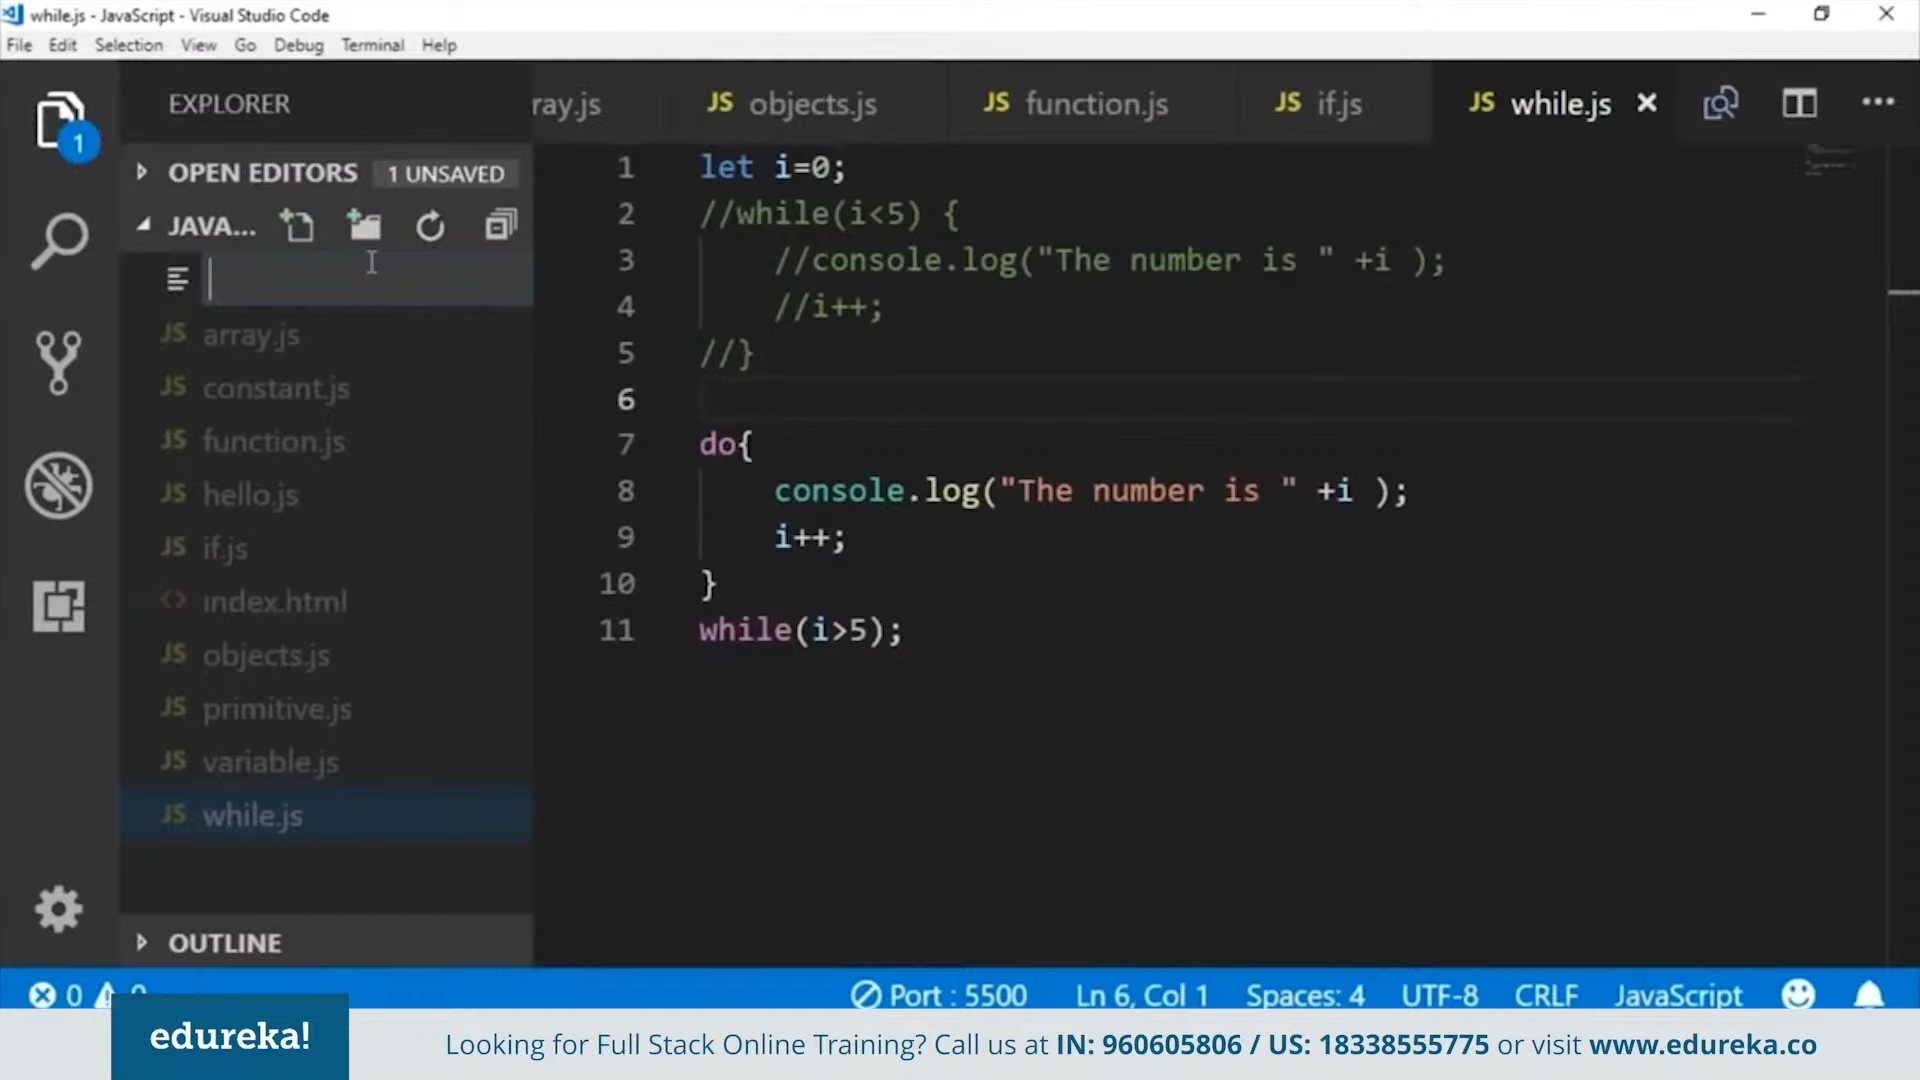 while.js - JavaScript - Visual Studio Code
File Edit Selection View Go Debug Terminal Help
EXPLORER
ray.js
JS objects.js
JS function.js
JS if.js
JS while.js
1
OPEN EDITORS 1 UNSAVED
JAVA...
JS array.js
JS constant.js
JS function.js
JS hello.js
JS if.js
<> index.html
JS objects.js
JS primitive.js
JS variable.js
JS while.js
OUTLINE
1 let i=0;
2 //while(i<5) {
3 //console.log("The number is " +i );
4 //i++;
5 //}
6
7 do{
8 console.log("The number is " +i );
9 i++;
10 }
11 while(i>5);
0 0 Port : 5500 Ln 6, Col 1 Spaces: 4 UTF-8 CRLF JavaScript
edureka!
Looking for Full Stack Online Training? Call us at IN: 960605806 / US: 18338555775 or visit www.edureka.co